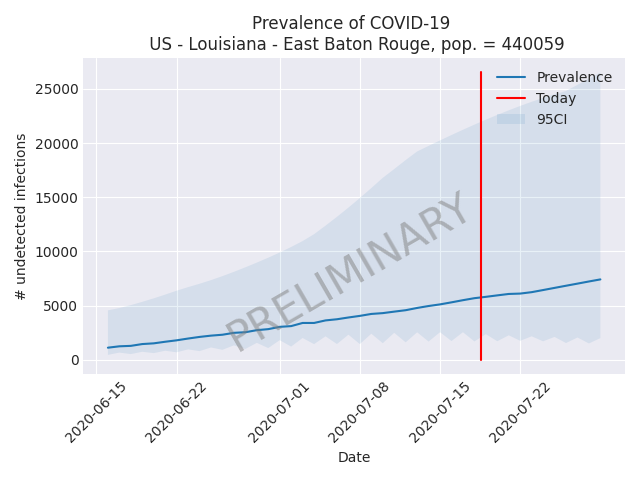 Prevalence of COVID-19
US - Louisiana - East Baton Rouge, pop. = 440059
Prevalence
Today
95CI
25000
20000
15000
10000
5000
0
# undetected infections
PRELIMINARY
2020-06-15
2020-06-22
2020-07-01
2020-07-08
2020-07-15
2020-07-22
Date